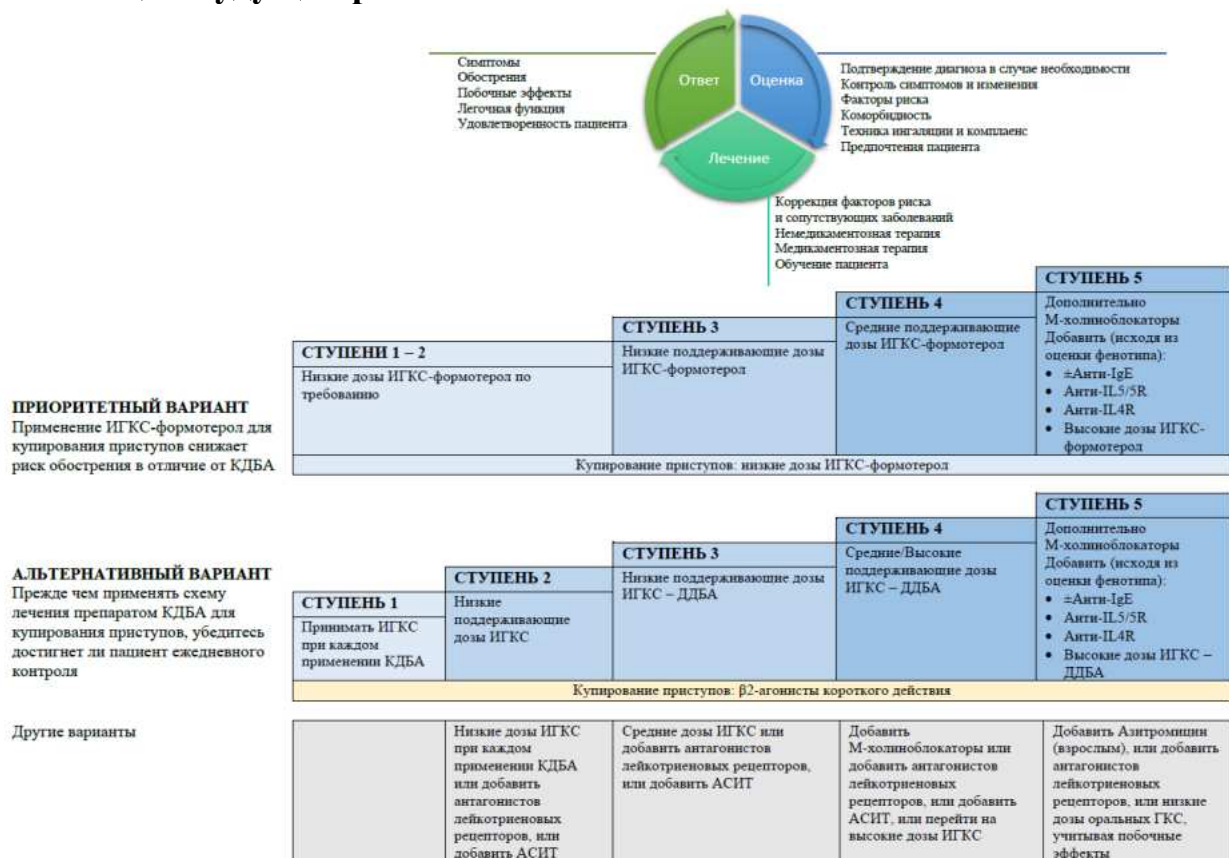 Симптомы
Обострения
Побочные эффекты
Легочная функция
Удовлетворенность пациента
Ответ
Оценка
Лечение
Подтверждение диагноза в случае необходимости
Контроль симптомов и изменения
Факторы риска
Коморбидность
Техника ингаляции и комплаенс
Предпочтения пациента
Коррекция факторов риска
и сопутствующих заболеваний
Немедикаментозная терапия
Медикаментозная терапия
Обучение пациента
ПРИОРИТЕТНЫЙ ВАРИАНТ
Применение ИГКС-формотерол для
купирования приступов снижает
риск обострения в отличие от КДБА
СТУПЕНИ 1 – 2
Низкие дозы ИГКС-формотерол по
требованию
СТУПЕНЬ 3
Низкие поддерживающие дозы
ИГКС-формотерол
СТУПЕНЬ 4
Средние поддерживающие
дозы ИГКС-формотерол
СТУПЕНЬ 5
Дополнительно
М-холиноблокаторы
Добавить (исходя из
оценки фенотипа):
• ±Анти-IgE
• Анти-IL5/5R
• Анти-IL4R
• Высокие дозы ИГКС-
формотерол
Купирование приступов: низкие дозы ИГКС-формотерол
АЛЬТЕРНАТИВНЫЙ ВАРИАНТ
Прежде чем применять схему
лечения препаратом КДБА для
купирования приступов, убедитесь
достигнет ли пациент ежедневного
контроля
СТУПЕНЬ 1
Принимать ИГКС
при каждом
применении КДБА
СТУПЕНЬ 2
Низкие
поддерживающие
дозы ИГКС
СТУПЕНЬ 3
Низкие поддерживающие дозы
ИГКС – ДДБА
СТУПЕНЬ 4
Средние/Высокие
поддерживающие дозы
ИГКС – ДДБА
СТУПЕНЬ 5
Дополнительно
М-холиноблокаторы
Добавить (исходя из
оценки фенотипа):
• ±Анти-IgE
• Анти-IL5/5R
• Анти-IL4R
• Высокие дозы ИГКС –
ДДБА
Купирование приступов: β2-агонисты короткого действия
Другие варианты
Низкие дозы ИГКС
при каждом
применении КДБА
или добавить
антагонистов
лейкотриеновых
рецепторов, или
добавить АСИТ
Средние дозы ИГКС или
добавить антагонистов
лейкотриеновых рецепторов,
или добавить АСИТ
Добавить
М-холиноблокаторы или
добавить антагонистов
лейкотриеновых
рецепторов, или добавить
АСИТ, или перейти на
высокие дозы ИГКС
Добавить Азитромицин
(взрослым), или добавить
антагонистов
лейкотриеновых
рецепторов, или низкие
дозы оральных ГКС,
учитывая побочные
эффекты